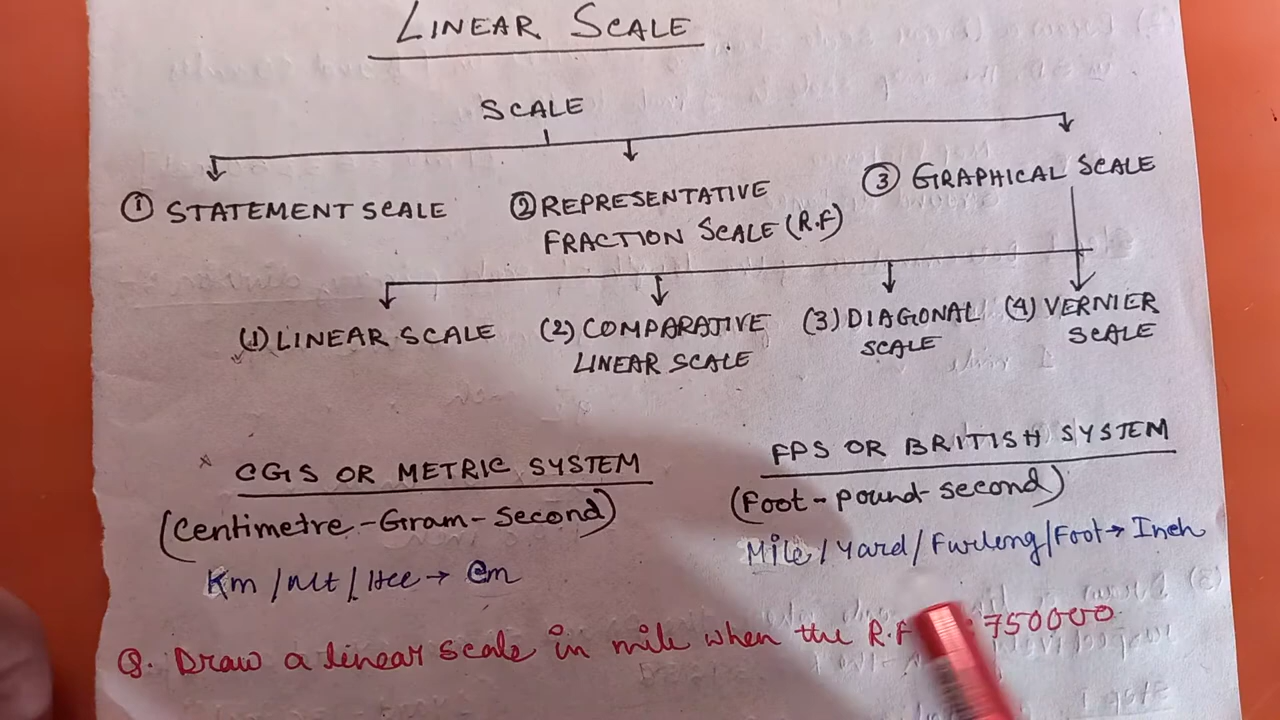 LINEAR SCALE
SCALE
① STATEMENT SCALE
② REPRESENTATIVE
FRACTION SCALE (R.F)
③ GRAPHICAL SCALE
(1) LINEAR SCALE
(2) COMPARATIVE
LINEAR SCALE
(3) DIAGONAL
SCALE
(4) VERNIER
SCALE
CGS OR METRIC SYSTEM
(Centimetre-Gram-Second)
Km / Mt / Hec → cm
FPS OR BRITISH SYSTEM
(Foot-pound-second)
Mile / Yard / Furlong / Foot → Inch
Q. Draw a linear scale in mile when the R.F : 750000